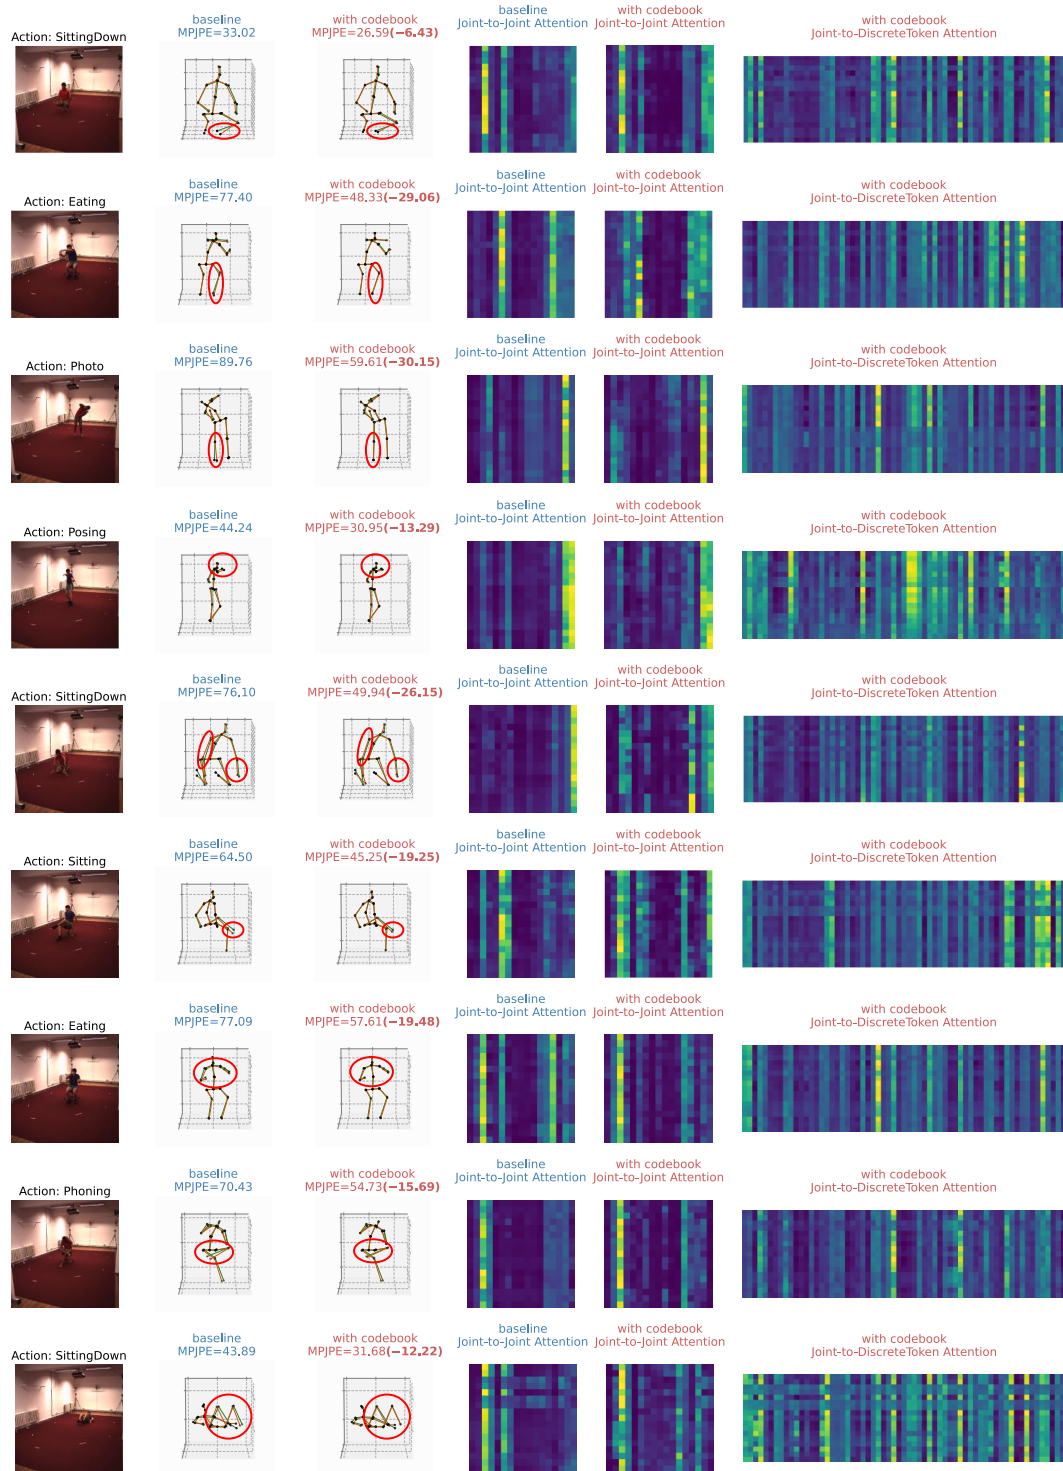 Action: SittingDown
baseline
MPJPE=33.02
with codebook
MPJPE=26.59(−6.43)
baseline
Joint-to-Joint Attention
with codebook
Joint-to-Joint Attention
with codebook
Joint-to-DiscreteToken Attention
Action: Eating
baseline
MPJPE=77.40
with codebook
MPJPE=48.33(−29.06)
baseline
Joint-to-Joint Attention
with codebook
Joint-to-Joint Attention
with codebook
Joint-to-DiscreteToken Attention
Action: Photo
baseline
MPJPE=89.76
with codebook
MPJPE=59.61(−30.15)
baseline
Joint-to-Joint Attention
with codebook
Joint-to-Joint Attention
with codebook
Joint-to-DiscreteToken Attention
Action: Posing
baseline
MPJPE=44.24
with codebook
MPJPE=30.95(−13.29)
baseline
Joint-to-Joint Attention
with codebook
Joint-to-Joint Attention
with codebook
Joint-to-DiscreteToken Attention
Action: SittingDown
baseline
MPJPE=76.10
with codebook
MPJPE=49.94(−26.15)
baseline
Joint-to-Joint Attention
with codebook
Joint-to-Joint Attention
with codebook
Joint-to-DiscreteToken Attention
Action: Sitting
baseline
MPJPE=64.50
with codebook
MPJPE=45.25(−19.25)
baseline
Joint-to-Joint Attention
with codebook
Joint-to-Joint Attention
with codebook
Joint-to-DiscreteToken Attention
Action: Eating
baseline
MPJPE=77.09
with codebook
MPJPE=57.61(−19.48)
baseline
Joint-to-Joint Attention
with codebook
Joint-to-Joint Attention
with codebook
Joint-to-DiscreteToken Attention
Action: Phoning
baseline
MPJPE=70.43
with codebook
MPJPE=54.73(−15.69)
baseline
Joint-to-Joint Attention
with codebook
Joint-to-Joint Attention
with codebook
Joint-to-DiscreteToken Attention
Action: SittingDown
baseline
MPJPE=43.89
with codebook
MPJPE=31.68(−12.22)
baseline
Joint-to-Joint Attention
with codebook
Joint-to-Joint Attention
with codebook
Joint-to-DiscreteToken Attention